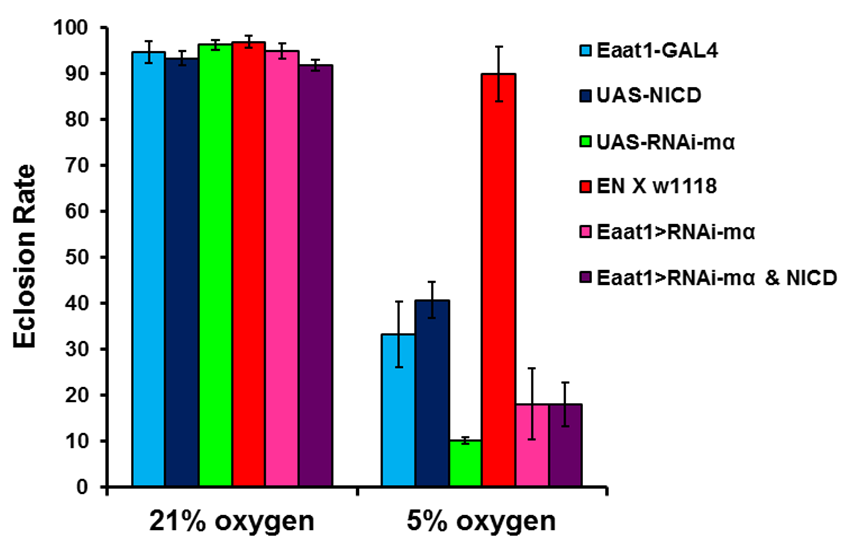 Eclosion Rate
100
90
80
70
60
50
40
30
20
10
0
21% oxygen
5% oxygen
Eaat1-GAL4
UAS-NICD
UAS-RNAi-mα
EN X w1118
Eaat1>RNAi-mα
Eaat1>RNAi-mα & NICD